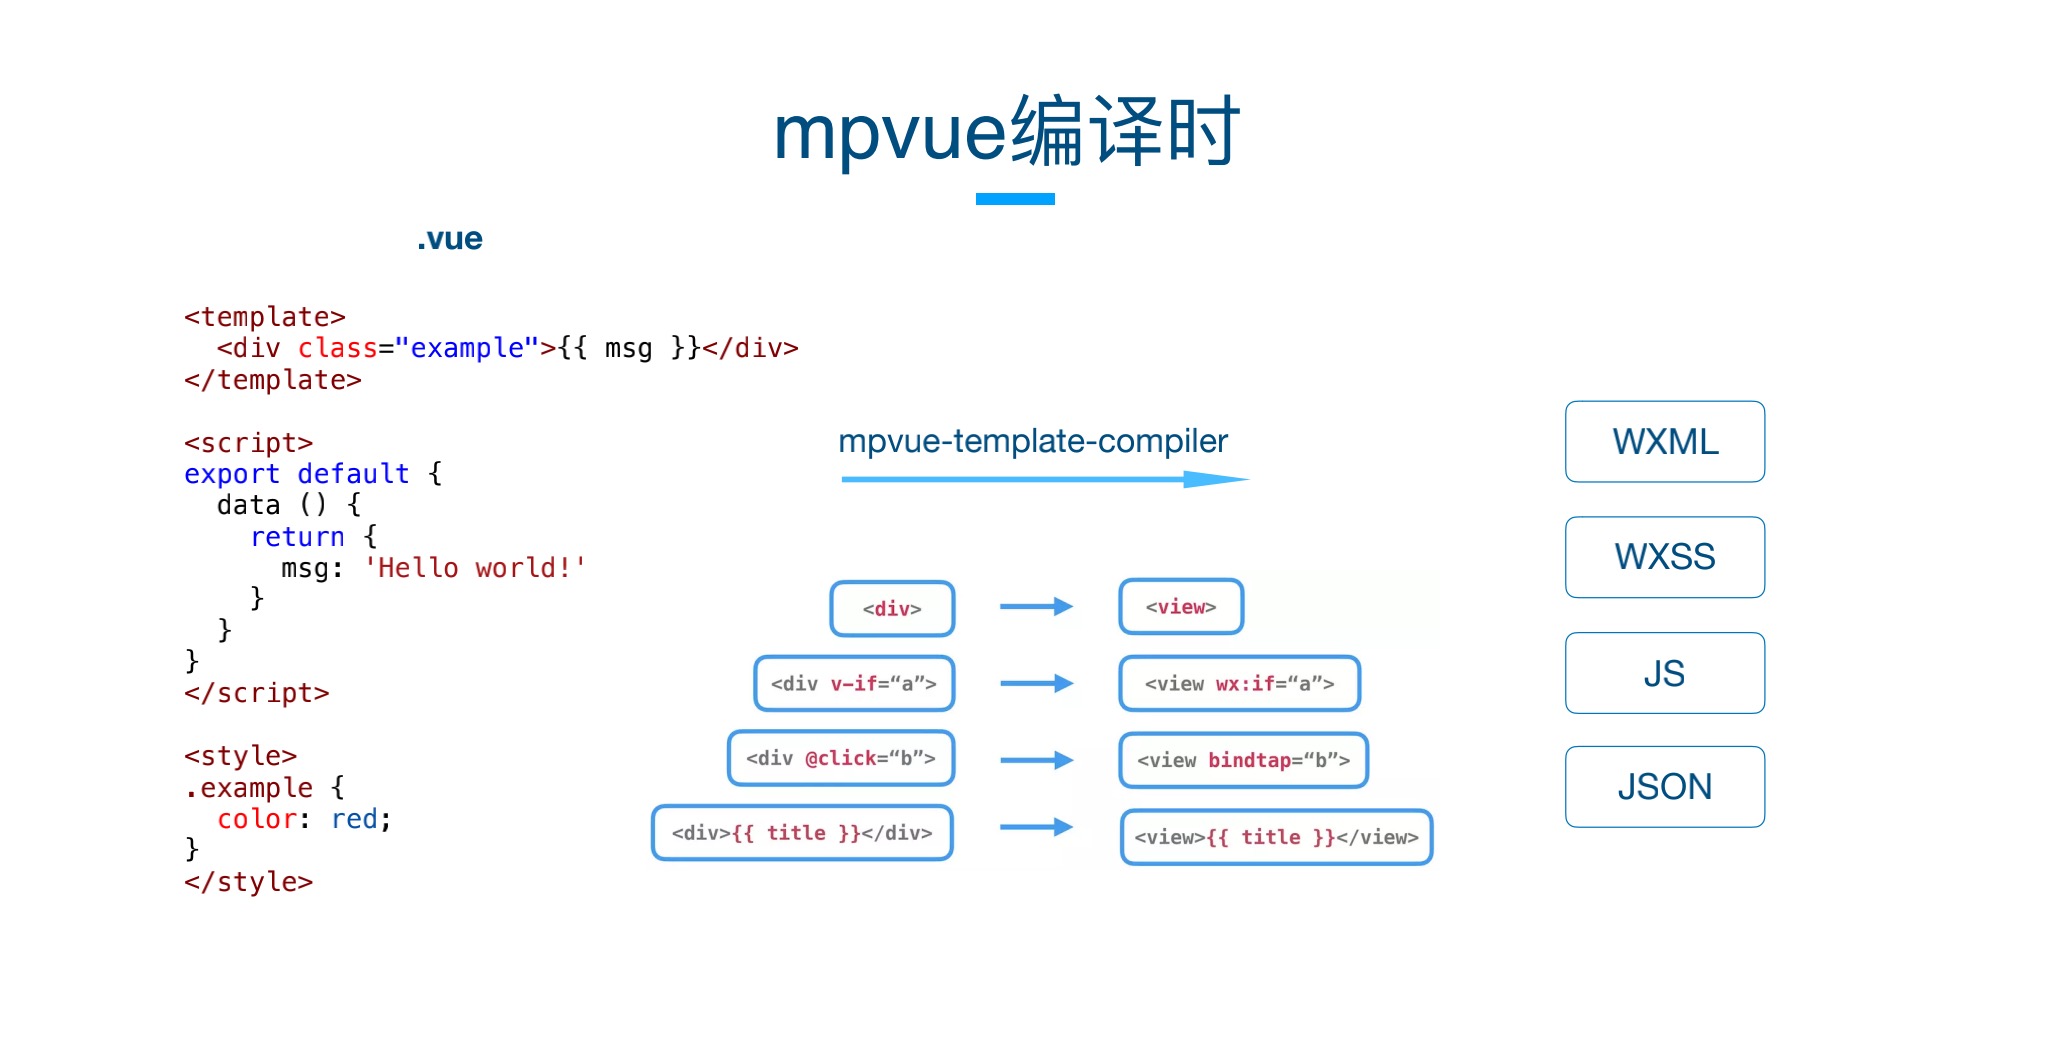 mpvue编译时
.vue
<template>
  <div class="example">{{ msg }}</div>
</template>
<script>
export default {
  data () {
    return {
      msg: 'Hello world!'
    }
  }
}
</script>
<style>
.example {
  color: red;
}
</style>
mpvue-template-compiler
<div>
<view>
<div v-if=“a”>
<view wx:if=“a”>
<div @click=“b”>
<view bindtap=“b”>
<div>{{ title }}</div>
<view>{{ title }}</view>
WXML
WXSS
JS
JSON